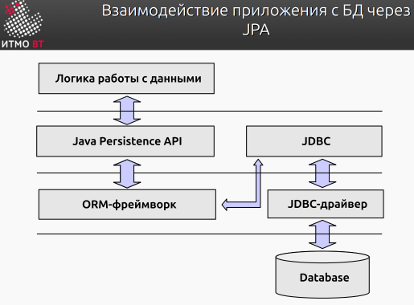 Взаимодействие приложения с БД через
JPA
ИТМО ВТ
Логика работы с данными
Java Persistence API
JDBC
ORM-фреймворк
JDBC-драйвер
Database